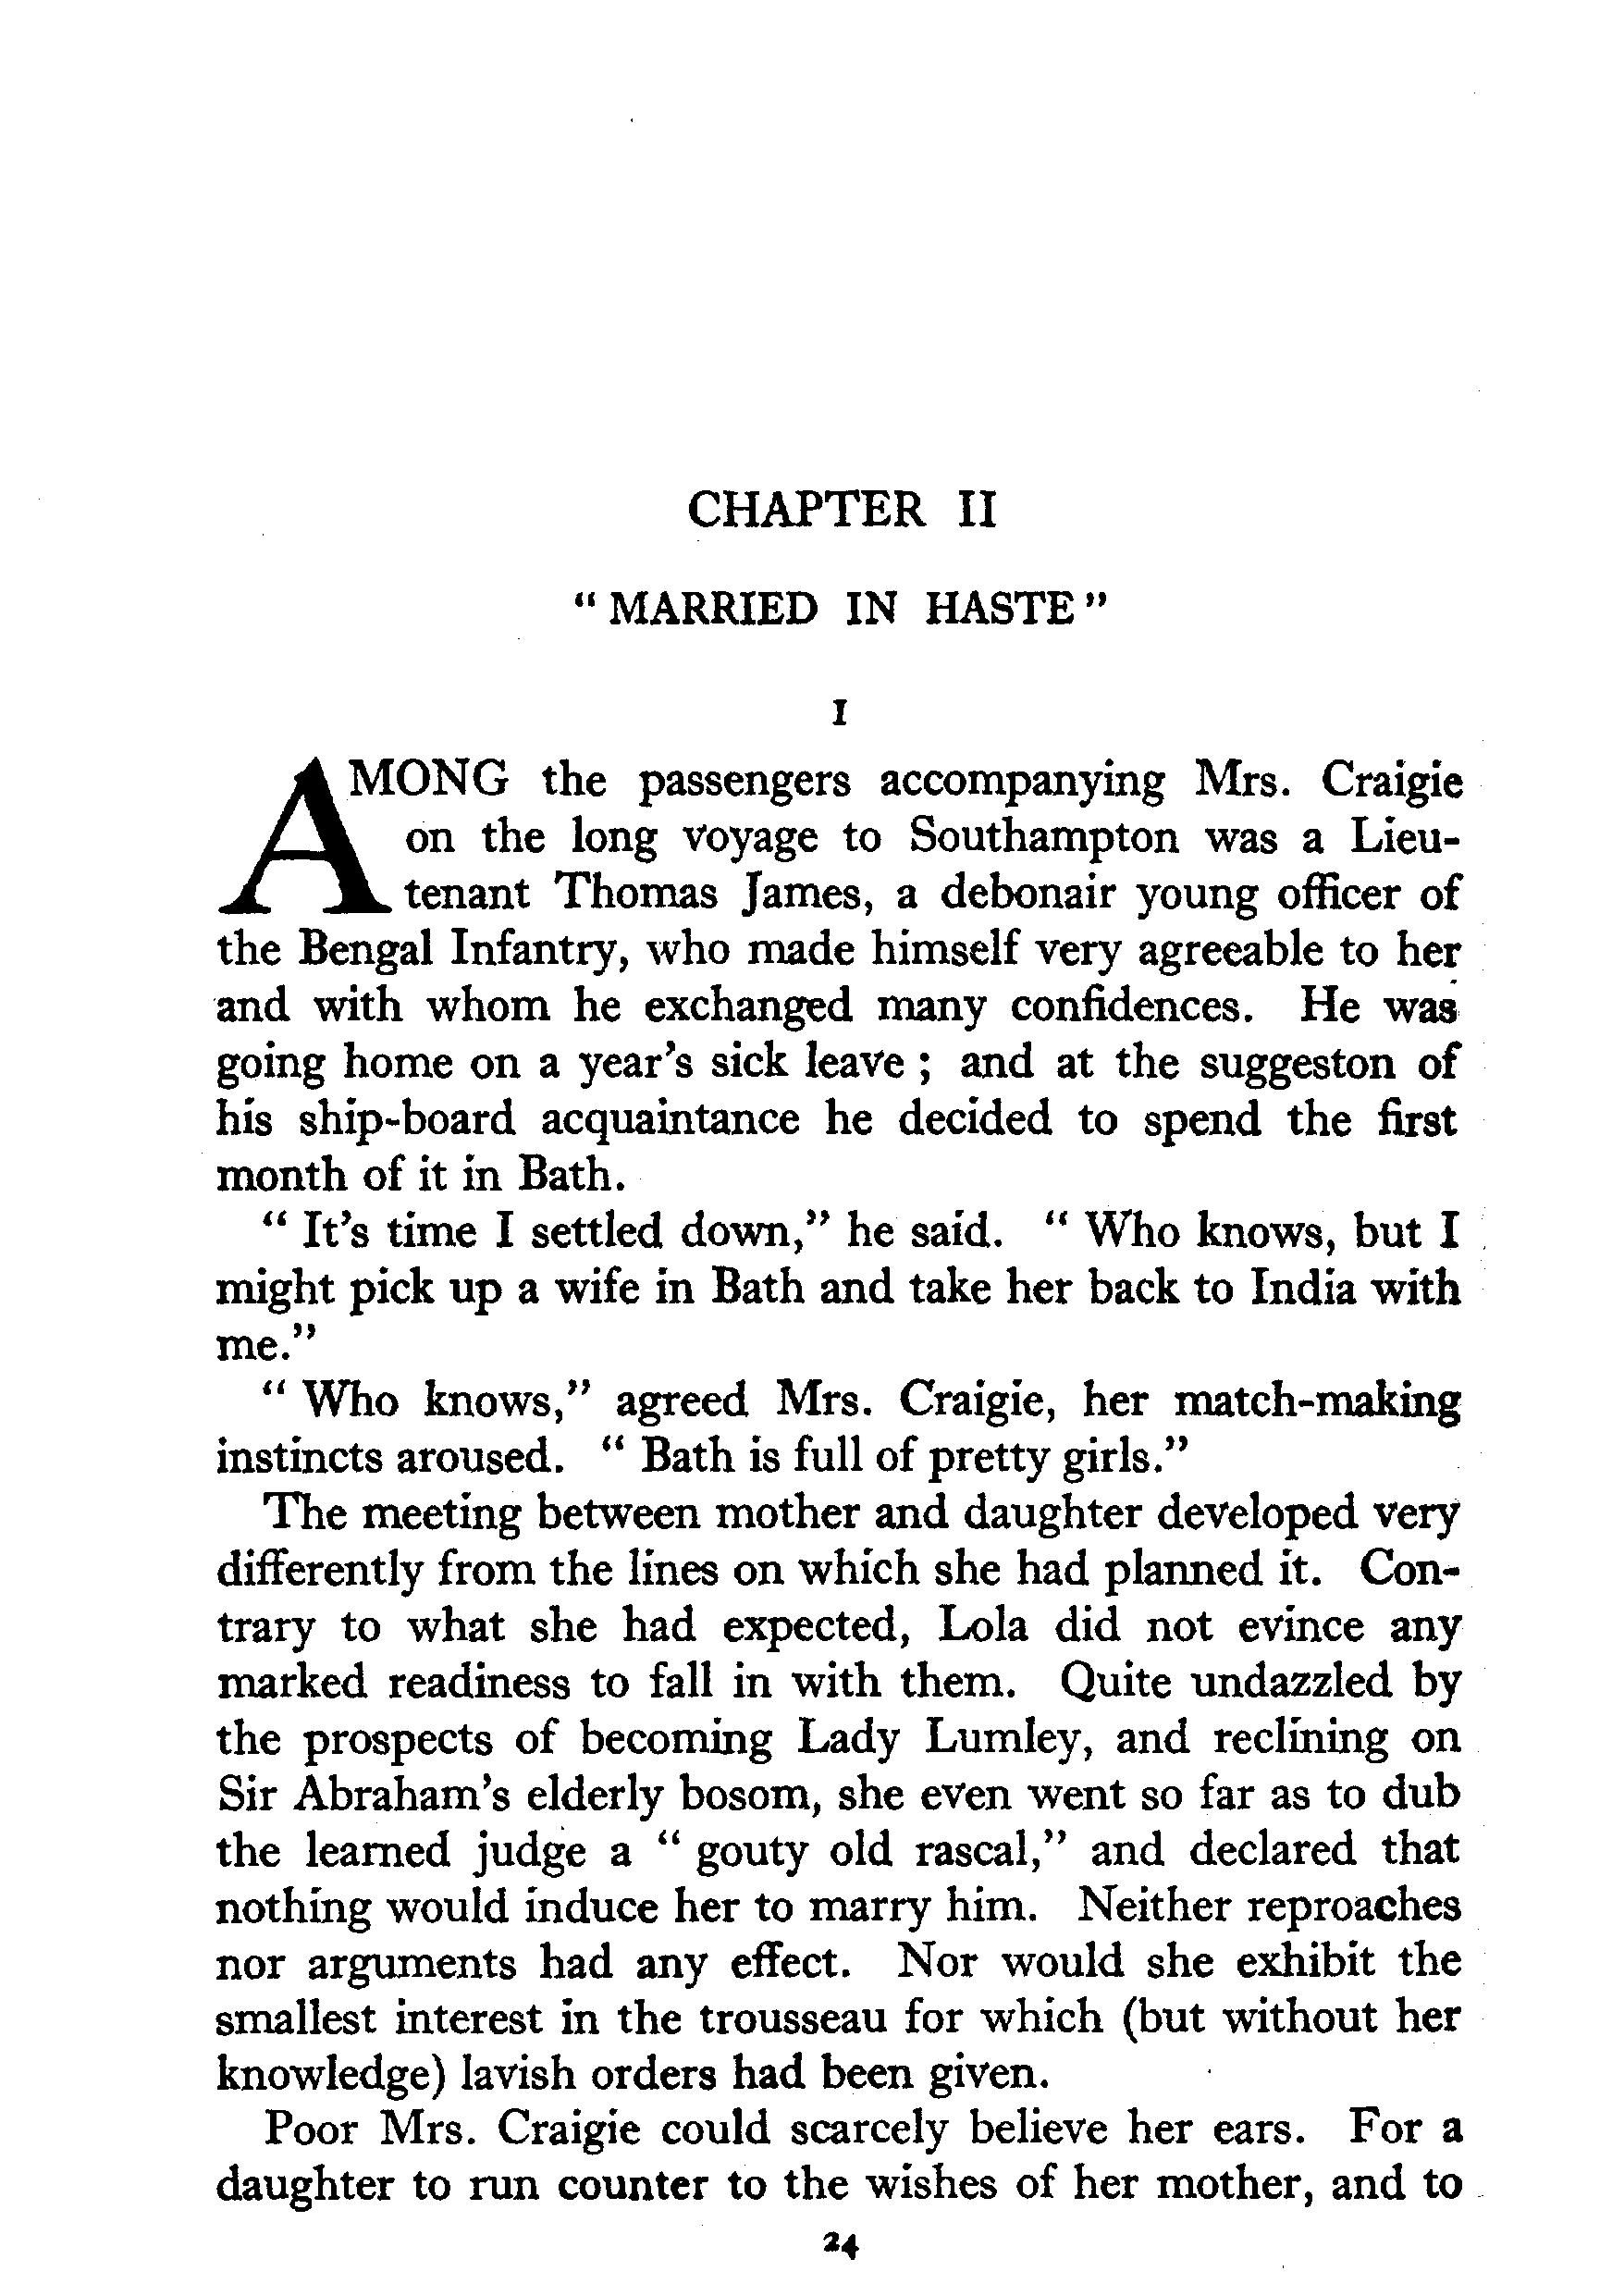 CHAPTER II
“ MARRIED IN HASTE ”
I
AMONG the passengers accompanying Mrs. Craigie
on the long voyage to Southampton was a Lieu-
tenant Thomas James, a debonair young officer of
the Bengal Infantry, who made himself very agreeable to her
and with whom he exchanged many confidences. He was
going home on a year’s sick leave ; and at the suggeston of
his ship-board acquaintance he decided to spend the first
month of it in Bath.
“ It’s time I settled down,” he said. “ Who knows, but I
might pick up a wife in Bath and take her back to India with
me.”
“ Who knows,” agreed Mrs. Craigie, her match-making
instincts aroused. “ Bath is full of pretty girls.”
The meeting between mother and daughter developed very
differently from the lines on which she had planned it. Con-
trary to what she had expected, Lola did not evince any
marked readiness to fall in with them. Quite undazzled by
the prospects of becoming Lady Lumley, and reclining on
Sir Abraham’s elderly bosom, she even went so far as to dub
the learned judge a “ gouty old rascal,” and declared that
nothing would induce her to marry him. Neither reproaches
nor arguments had any effect. Nor would she exhibit the
smallest interest in the trousseau for which (but without her
knowledge) lavish orders had been given.
Poor Mrs. Craigie could scarcely believe her ears. For a
daughter to run counter to the wishes of her mother, and to
24